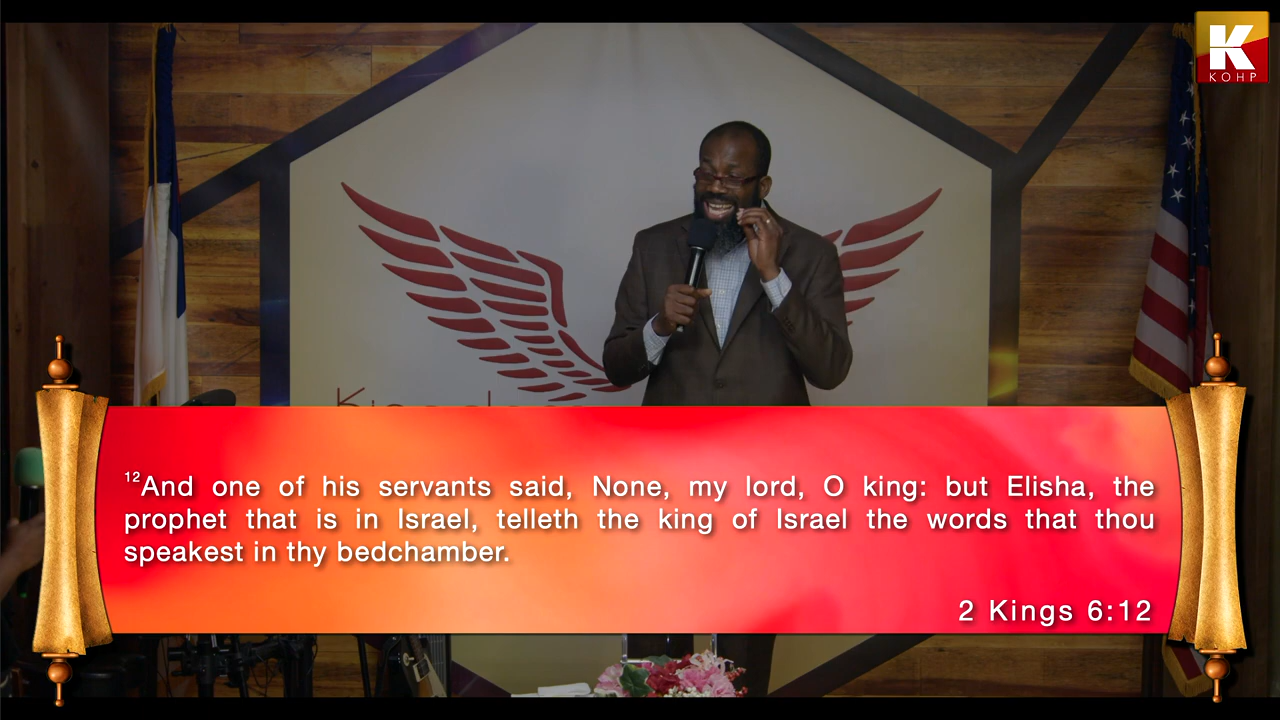 K
KOHP
12And one of his servants said, None, my lord, O king: but Elisha, the
prophet that is in Israel, telleth the king of Israel the words that thou
speakest in thy bedchamber.
2 Kings 6:12